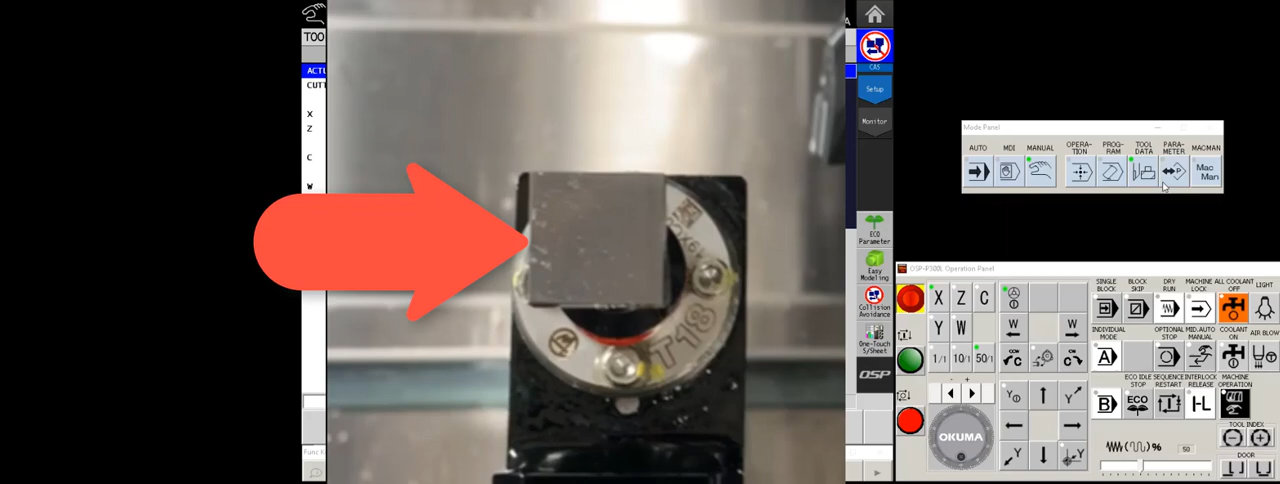 TOO
ACTU
CUTT
X
Z
C
W
Func K
T18
A
CAS
Setup
Monitor
ECO
Parameter
Easy
Modeling
Collision
Avoidance
One-Touch
S/Sheet
OSP
Mode Panel
AUTO MDI MANUAL OPERA-
TION PROG-
RAM TOOL
DATA PARA-
METER MACMAN
P
Mac
Man
OSP-P300L Operation Panel
SINGLE
BLOCK BLOCK
SKIP DRY
RUN MACHINE
LOCK ALL COOLANT
OFF LIGHT
X Z C
Y W
W W
1/1 10/1 50/1
CCW
C CW
C
INDIVIDUAL
MODE OPTIONAL
STOP MID.AUTO
MANUAL COOLANT
ON AIR BLOW
A
ECO IDLE
STOP SEQUENCE
RESTART INTERLOCK
RELEASE MACHINE
OPERATION
B ECO I-L
- +
Y Y
OKUMA
Y Y
% 50
TOOL INDEX
DOOR